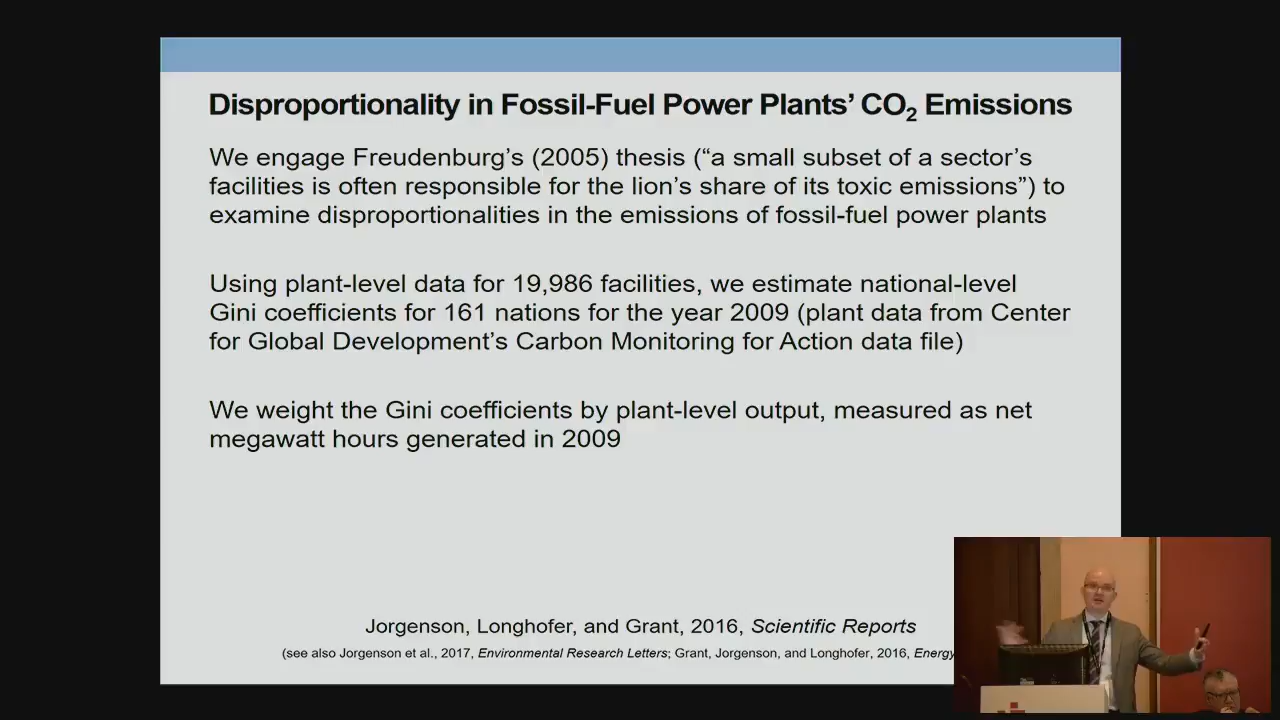 Disproportionality in Fossil-Fuel Power Plants’ CO2 Emissions
We engage Freudenburg’s (2005) thesis (“a small subset of a sector’s
facilities is often responsible for the lion’s share of its toxic emissions”) to
examine disproportionalities in the emissions of fossil-fuel power plants
Using plant-level data for 19,986 facilities, we estimate national-level
Gini coefficients for 161 nations for the year 2009 (plant data from Center
for Global Development’s Carbon Monitoring for Action data file)
We weight the Gini coefficients by plant-level output, measured as net
megawatt hours generated in 2009
Jorgenson, Longhofer, and Grant, 2016, Scientific Reports
(see also Jorgenson et al., 2017, Environmental Research Letters; Grant, Jorgenson, and Longhofer, 2016, Energy